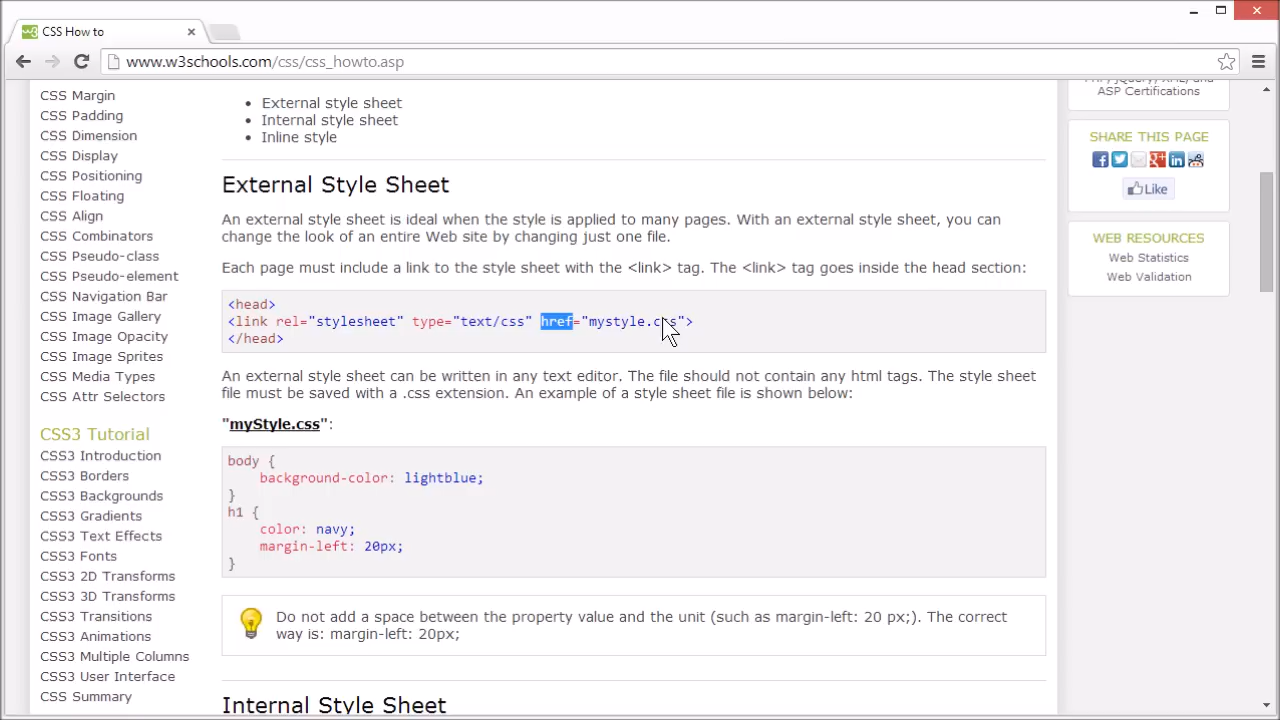 CSS How to
www.w3schools.com/css/css_howto.asp
CSS Margin
CSS Padding
CSS Dimension
CSS Display
CSS Positioning
CSS Floating
CSS Align
CSS Combinators
CSS Pseudo-class
CSS Pseudo-element
CSS Navigation Bar
CSS Image Gallery
CSS Image Opacity
CSS Image Sprites
CSS Media Types
CSS Attr Selectors
CSS3 Tutorial
CSS3 Introduction
CSS3 Borders
CSS3 Backgrounds
CSS3 Gradients
CSS3 Text Effects
CSS3 Fonts
CSS3 2D Transforms
CSS3 3D Transforms
CSS3 Transitions
CSS3 Animations
CSS3 Multiple Columns
CSS3 User Interface
CSS Summary
• External style sheet
• Internal style sheet
• Inline style
External Style Sheet
An external style sheet is ideal when the style is applied to many pages. With an external style sheet, you can
change the look of an entire Web site by changing just one file.
Each page must include a link to the style sheet with the <link> tag. The <link> tag goes inside the head section:
<head>
<link rel="stylesheet" type="text/css" href="mystyle.css">
</head>
An external style sheet can be written in any text editor. The file should not contain any html tags. The style sheet
file must be saved with a .css extension. An example of a style sheet file is shown below:
"myStyle.css":
body {
background-color: lightblue;
}
h1 {
color: navy;
margin-left: 20px;
}
Do not add a space between the property value and the unit (such as margin-left: 20 px;). The correct
way is: margin-left: 20px;
Internal Style Sheet
PHP, jQuery, XML, and
ASP Certifications
SHARE THIS PAGE
Like
WEB RESOURCES
Web Statistics
Web Validation